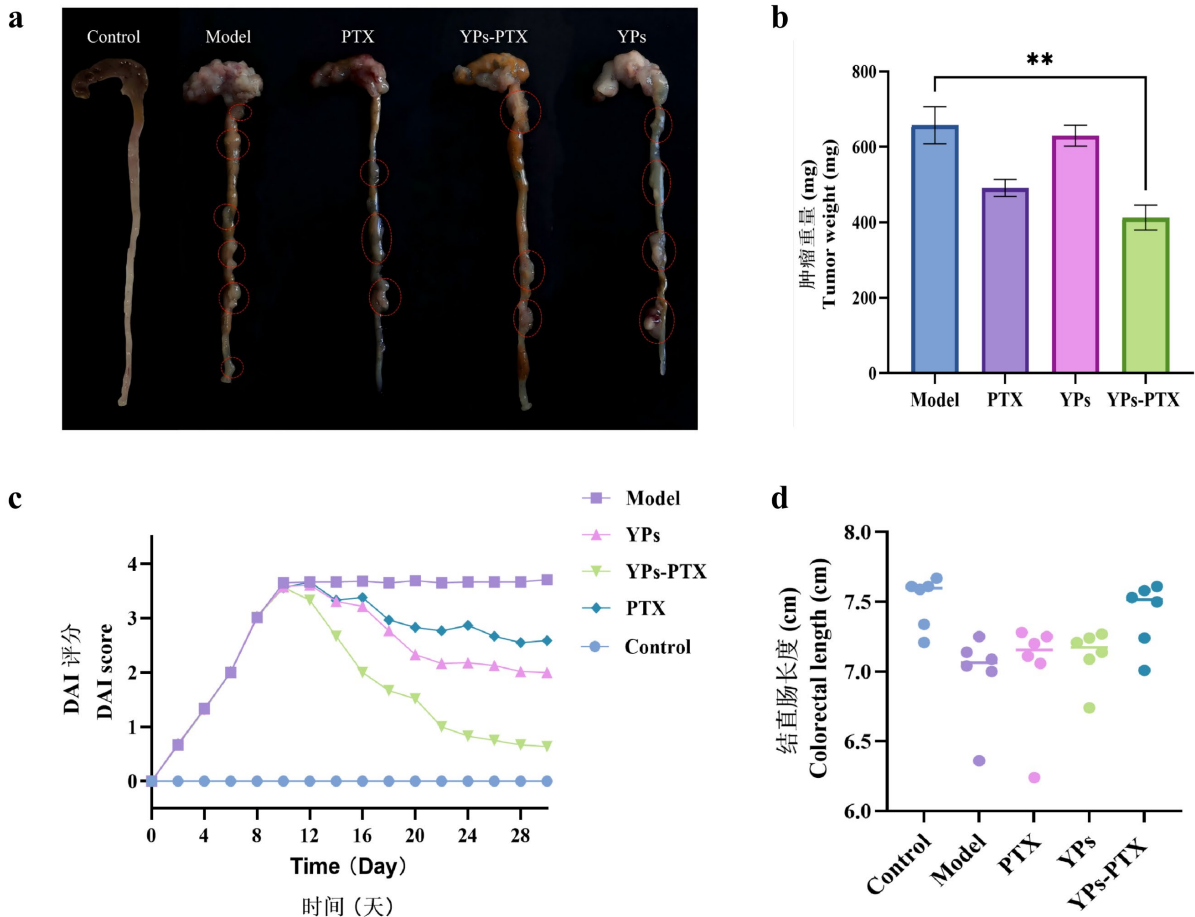 a
Control
Model
PTX
YPs-PTX
YPs
b
**
肿瘤重量 (mg)
Tumor weight (mg)
800
600
400
200
0
Model
PTX
YPs
YPs-PTX
c
DAI 评分
DAI score
4
3
2
1
0
0
4
8
12
16
20
24
28
Time (Day)
时间 (天)
Model
YPs
YPs-PTX
PTX
Control
d
结直肠长度 (cm)
Colorectal length (cm)
8.0
7.5
7.0
6.5
6.0
Control
Model
PTX
YPs
YPs-PTX